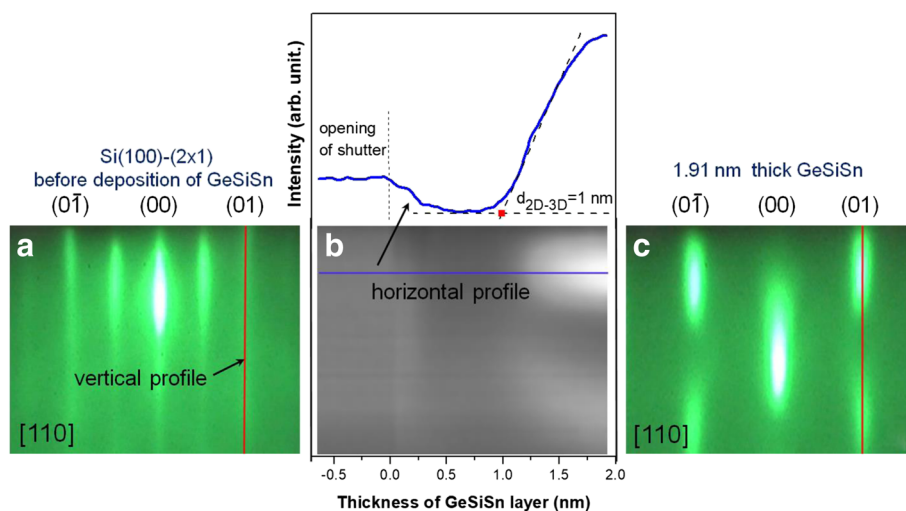 Intensity (arb. unit.)
opening
of shutter
d2D-3D=1 nm
Si(100)-(2x1)
before deposition of GeSiSn
(01̅) (00) (01)
1.91 nm thick GeSiSn
(01̅) (00) (01)
a
vertical profile
[110]
b
horizontal profile
c
[110]
-0.5 0.0 0.5 1.0 1.5 2.0
Thickness of GeSiSn layer (nm)